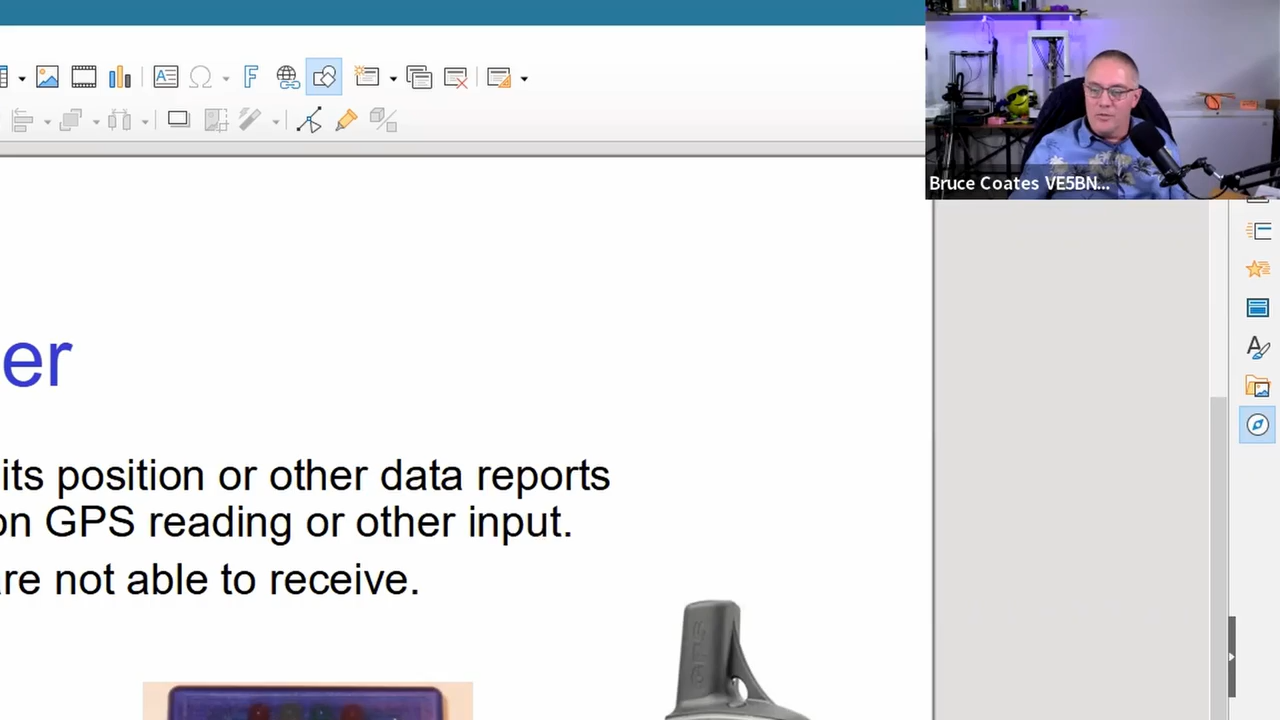 Bruce Coates VE5BN...
er
its position or other data reports
on GPS reading or other input.
re not able to receive.